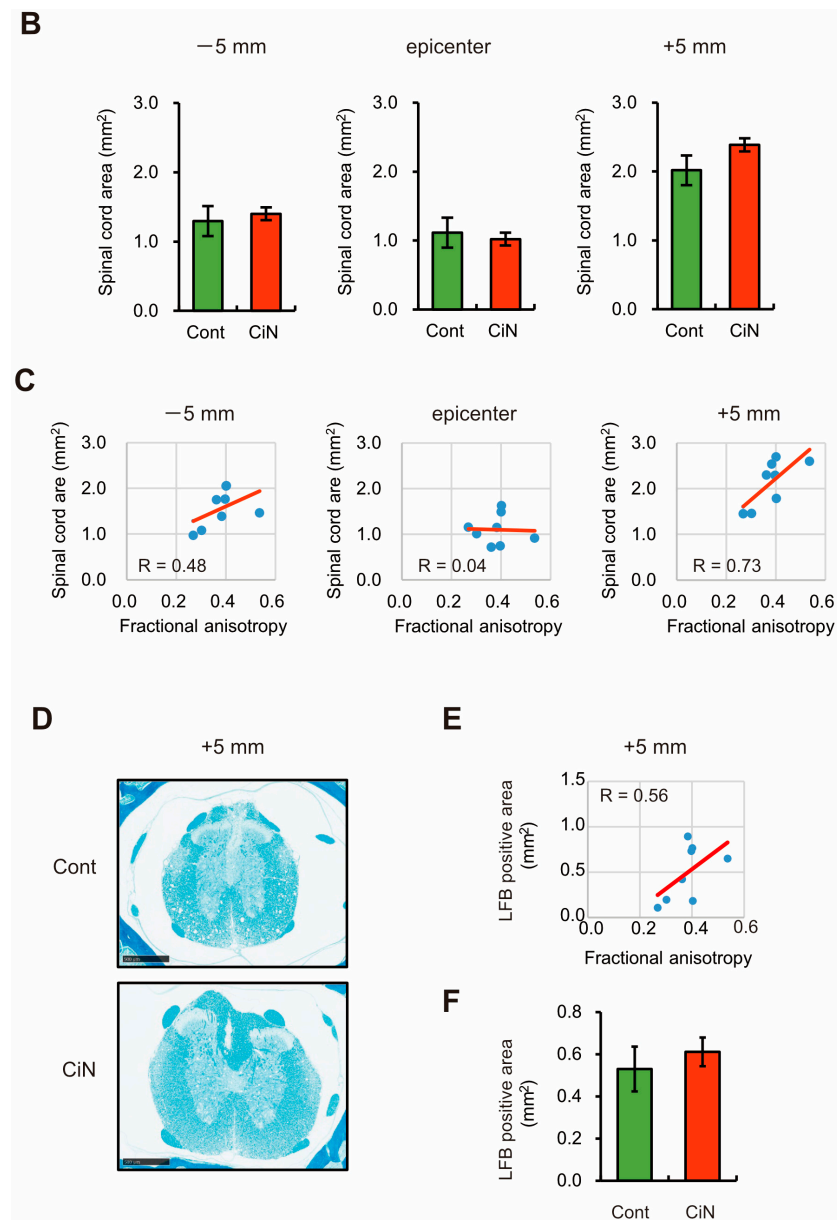 B
−5 mm
epicenter
+5 mm
Spinal cord area (mm²)
3.0
2.0
1.0
0.0
Cont
CiN
Spinal cord area (mm²)
3.0
2.0
1.0
0.0
Cont
CiN
Spinal cord area (mm²)
3.0
2.0
1.0
0.0
Cont
CiN
C
−5 mm
epicenter
+5 mm
Spinal cord are (mm²)
3.0
2.0
1.0
0.0
R = 0.48
0.0 0.2 0.4 0.6
Fractional anisotropy
Spinal cord area (mm²)
3.0
2.0
1.0
0.0
R = 0.04
0.0 0.2 0.4 0.6
Fractional anisotropy
Spinal cord area (mm²)
3.0
2.0
1.0
0.0
R = 0.73
0.0 0.2 0.4 0.6
Fractional anisotropy
D
+5 mm
Cont
CiN
E
+5 mm
LFB positive area
(mm²)
1.5
1.0
0.5
0.0
R = 0.56
0.0 0.2 0.4 0.6
Fractional anisotropy
F
LFB positive area
(mm²)
0.8
0.6
0.4
0.2
0.0
Cont
CiN